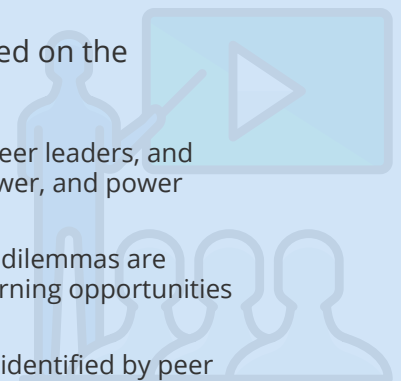 ed on the
eer leaders, and
wer, and power
dilemmas are
rning opportunities
identified by peer